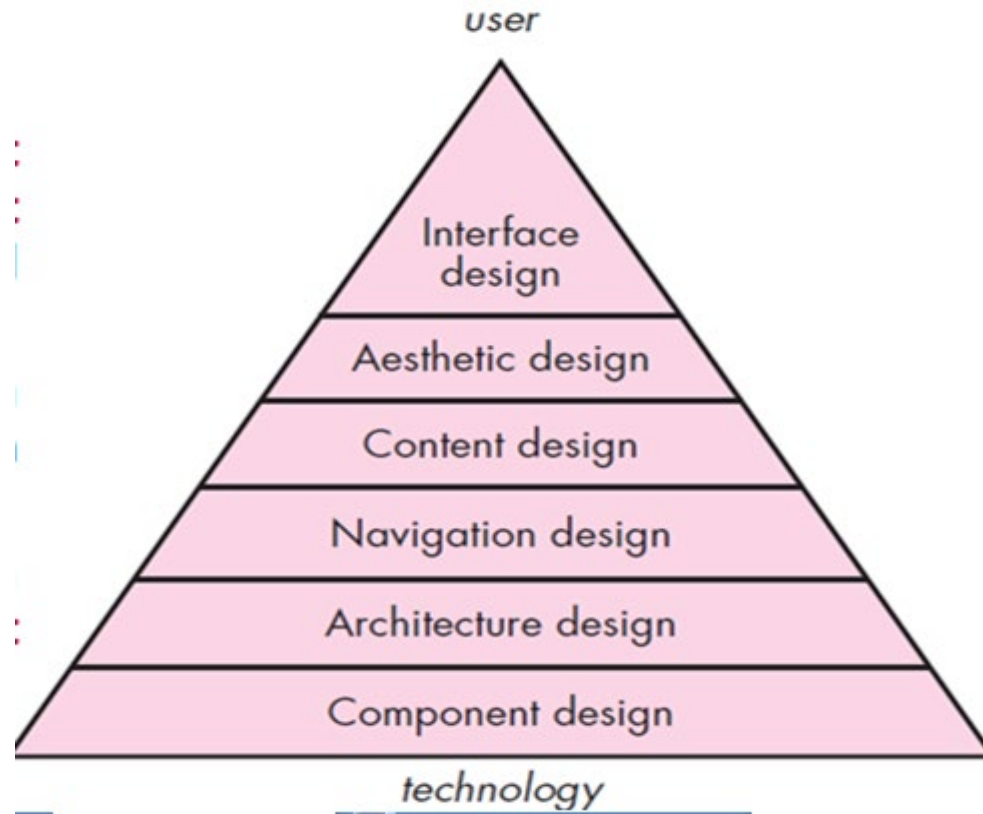 user
Interface
design
Aesthetic design
Content design
Navigation design
Architecture design
Component design
technology